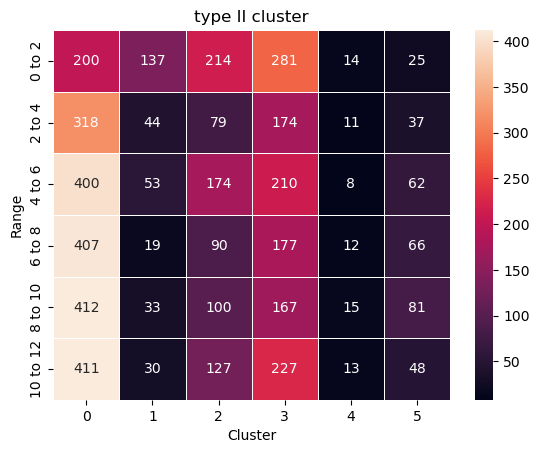 type II cluster
0 to 2 200 137 214 281 14 25
2 to 4 318 44 79 174 11 37
4 to 6 400 53 174 210 8 62
6 to 8 407 19 90 177 12 66
8 to 10 412 33 100 167 15 81
10 to 12 411 30 127 227 13 48
0 1 2 3 4 5
Range
Cluster
400
350
300
250
200
150
100
50